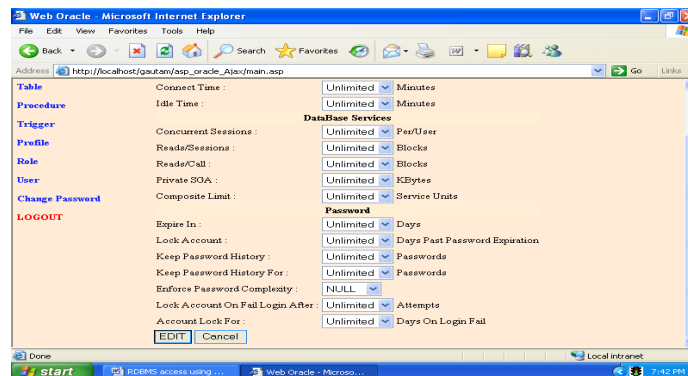 Web Oracle - Microsoft Internet Explorer
File Edit View Favorites Tools Help
Back Search Favorites
Address http://localhost/gautam/asp_oracle_Ajax/main.asp Go Links
Table
Procedure
Trigger
Profile
Role
User
Change Password
LOGOUT
Connect Time : Unlimited Minutes
Idle Time : Unlimited Minutes
DataBase Services
Concurrent Sessions : Unlimited Per/User
Reads/Sessions : Unlimited Blocks
Reads/Call : Unlimited Blocks
Private SGA : Unlimited KBytes
Composite Limit : Unlimited Service Units
Password
Expire In : Unlimited Days
Lock Account : Unlimited Days Past Password Expiration
Keep Password History : Unlimited Passwords
Keep Password History For : Unlimited Passwords
Enforce Password Complexity : NULL
Lock Account On Fail Login After : Unlimited Attempts
Account Lock For : Unlimited Days On Login Fail
EDIT Cancel
Done Local intranet
start RDBMS access using ... Web Oracle - Microso... 7:42 PM